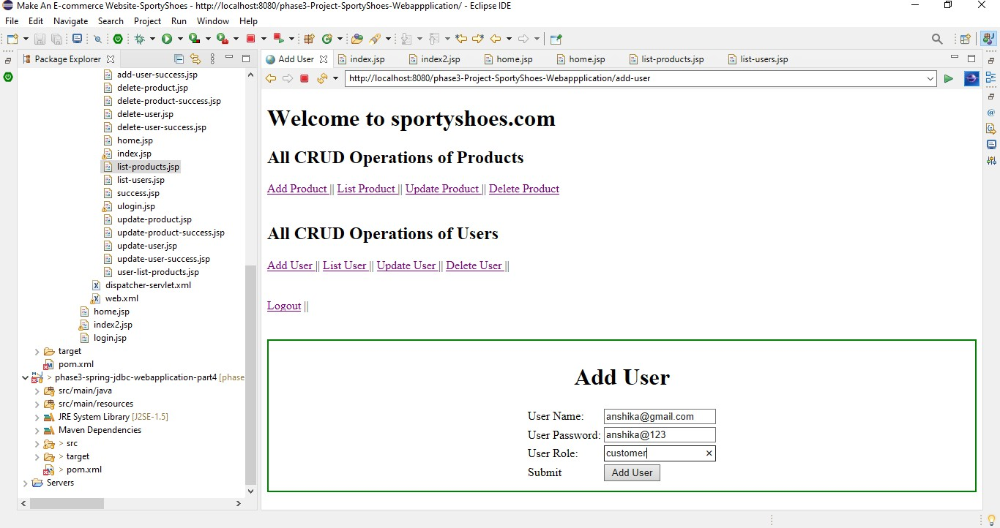 Make An E-commerce Website-SportyShoes - http://localhost:8080/phase3-Project-SportyShoes-Webappplication/ - Eclipse IDE
File Edit Navigate Search Project Run Window Help
Package Explorer
add-user-success.jsp
delete-product.jsp
delete-product-success.jsp
delete-user.jsp
delete-user-success.jsp
home.jsp
index.jsp
list-products.jsp
list-users.jsp
success.jsp
ulogin.jsp
update-product.jsp
update-product-success.jsp
update-user.jsp
update-user-success.jsp
user-list-products.jsp
dispatcher-servlet.xml
web.xml
home.jsp
index2.jsp
login.jsp
target
pom.xml
> phase3-spring-jdbc-webapplication-part4 [phase
src/main/java
src/main/resources
JRE System Library [J2SE-1.5]
Maven Dependencies
> src
> target
> pom.xml
Servers
Add User index.jsp index2.jsp home.jsp home.jsp list-products.jsp list-users.jsp
http://localhost:8080/phase3-Project-SportyShoes-Webappplication/add-user
Welcome to sportyshoes.com
All CRUD Operations of Products
Add Product || List Product || Update Product || Delete Product
All CRUD Operations of Users
Add User || List User || Update User || Delete User ||
Logout ||
Add User
User Name: anshika@gmail.com
User Password: anshika@123
User Role: customer
Submit Add User